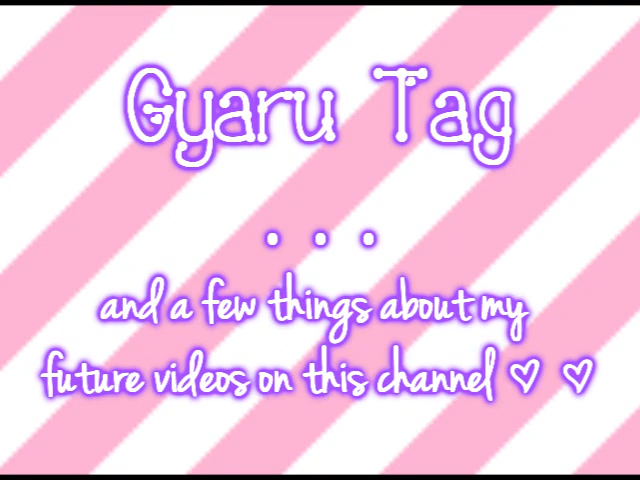 Gyaru Tag
. . .
and a few things about my
future videos on this channel ♡ ♡